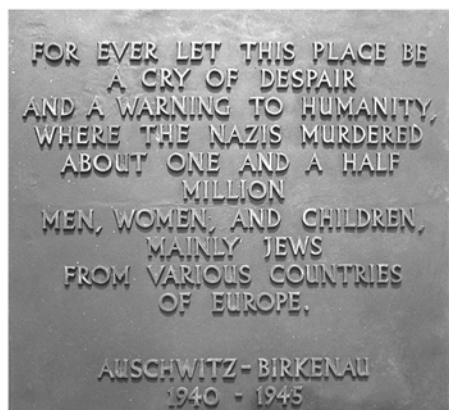 FOR EVER LET THIS PLACE BE
A CRY OF DESPAIR
AND A WARNING TO HUMANITY,
WHERE THE NAZIS MURDERED
ABOUT ONE AND A HALF
MILLION
MEN, WOMEN, AND CHILDREN,
MAINLY JEWS
FROM VARIOUS COUNTRIES
OF EUROPE.
AUSCHWITZ-BIRKENAU
1940 - 1945